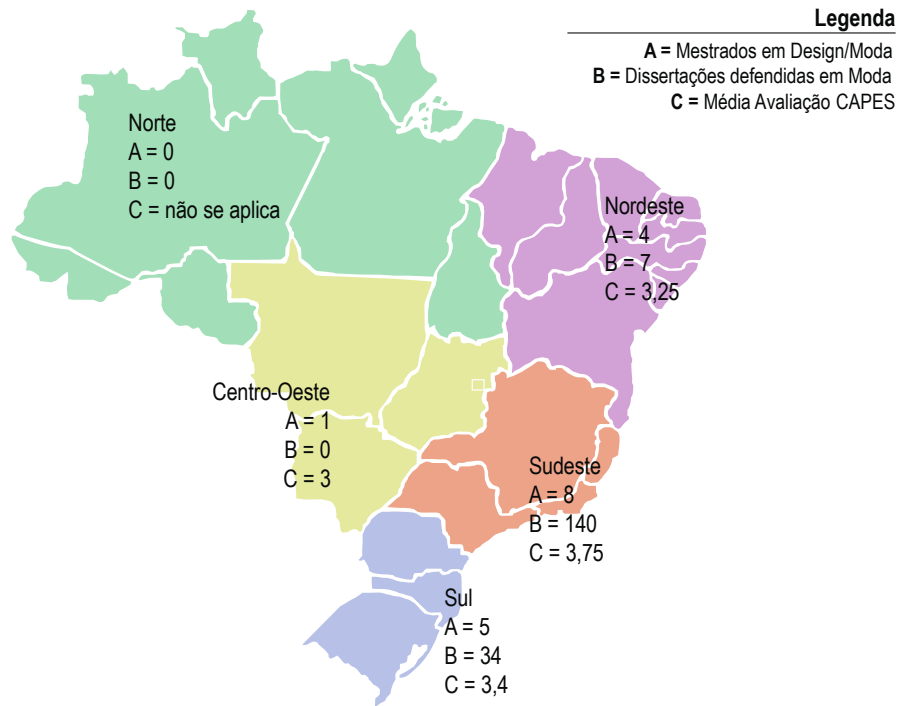 Legenda
A = Mestrados em Design/Moda
B = Dissertações defendidas em Moda
C = Média Avaliação CAPES
Norte
A = 0
B = 0
C = não se aplica
Nordeste
A = 4
B = 7
C = 3,25
Centro-Oeste
A = 1
B = 0
C = 3
Sudeste
A = 8
B = 140
C = 3,75
Sul
A = 5
B = 34
C = 3,4